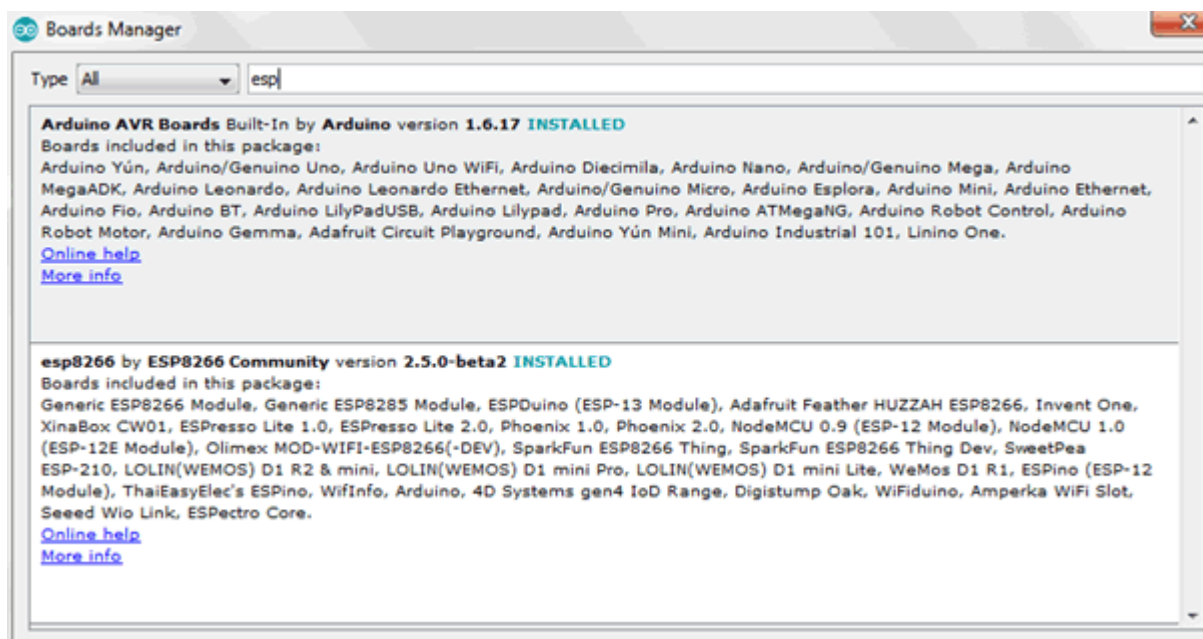 Boards Manager
Type All esp
Arduino AVR Boards Built-In by Arduino version 1.6.17 INSTALLED
Boards included in this package:
Arduino Yún, Arduino/Genuino Uno, Arduino Uno WiFi, Arduino Diecimila, Arduino Nano, Arduino/Genuino Mega, Arduino
MegaADK, Arduino Leonardo, Arduino Leonardo Ethernet, Arduino/Genuino Micro, Arduino Esplora, Arduino Mini, Arduino Ethernet,
Arduino Fio, Arduino BT, Arduino LilyPadUSB, Arduino Lilypad, Arduino Pro, Arduino ATMegaNG, Arduino Robot Control, Arduino
Robot Motor, Arduino Gemma, Adafruit Circuit Playground, Arduino Yún Mini, Arduino Industrial 101, Linino One.
Online help
More info
esp8266 by ESP8266 Community version 2.5.0-beta2 INSTALLED
Boards included in this package:
Generic ESP8266 Module, Generic ESP8285 Module, ESPDuino (ESP-13 Module), Adafruit Feather HUZZAH ESP8266, Invent One,
XinaBox CW01, ESPresso Lite 1.0, ESPresso Lite 2.0, Phoenix 1.0, Phoenix 2.0, NodeMCU 0.9 (ESP-12 Module), NodeMCU 1.0
(ESP-12E Module), Olimex MOD-WIFI-ESP8266(-DEV), SparkFun ESP8266 Thing, SparkFun ESP8266 Thing Dev, SweetPea
ESP-210, LOLIN(WEMOS) D1 R2 & mini, LOLIN(WEMOS) D1 mini Pro, LOLIN(WEMOS) D1 mini Lite, WeMos D1 R1, ESPino (ESP-12
Module), ThaiEasyElec's ESPino, WifInfo, Arduino, 4D Systems gen4 IoD Range, Digistump Oak, WiFiduino, Amperka WiFi Slot,
Seeed Wio Link, ESPectro Core.
Online help
More info